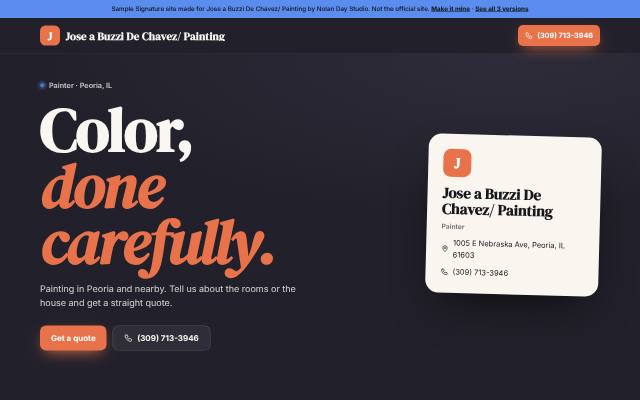 Sample Signature site made for Jose a Buzzi De Chavez/ Painting by Nolan Day Studio. Not the official site. Make it mine · See all 3 versions
J Jose a Buzzi De Chavez/ Painting
(309) 713-3946
Painter · Peoria, IL
Color,
done
carefully.
Painting in Peoria and nearby. Tell us about the rooms or the
house and get a straight quote.
Get a quote
(309) 713-3946
J
Jose a Buzzi De
Chavez/ Painting
Painter
1005 E Nebraska Ave, Peoria, IL
61603
(309) 713-3946